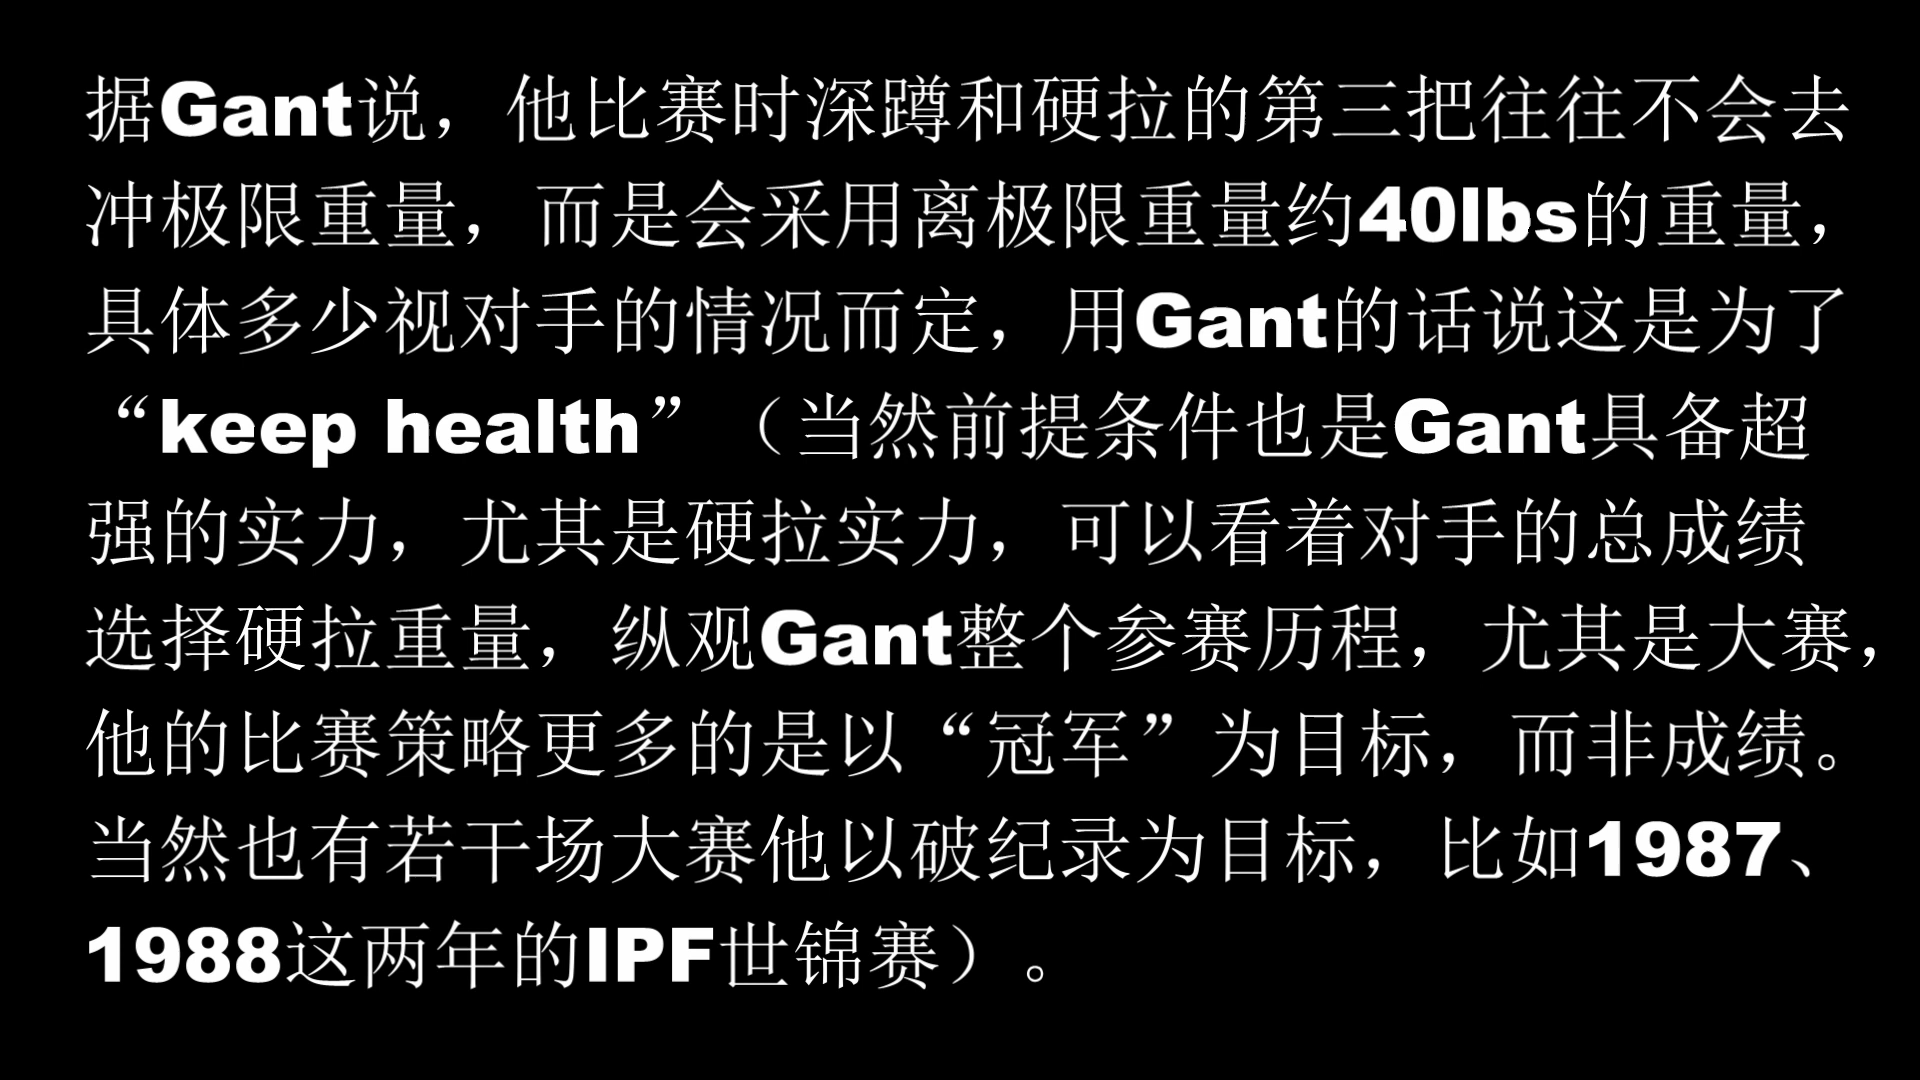 据Gant说，他比赛时深蹲和硬拉的第三把往往不会去
冲极限重量，而是会采用离极限重量约40lbs的重量，
具体多少视对手的情况而定，用Gant的话说这是为了
“keep health”（当然前提条件也是Gant具备超
强的实力，尤其是硬拉实力，可以看着对手的总成绩
选择硬拉重量，纵观Gant整个参赛历程，尤其是大赛，
他的比赛策略更多的是以“冠军”为目标，而非成绩。
当然也有若干场大赛他以破纪录为目标，比如1987、
1988这两年的IPF世锦赛）。